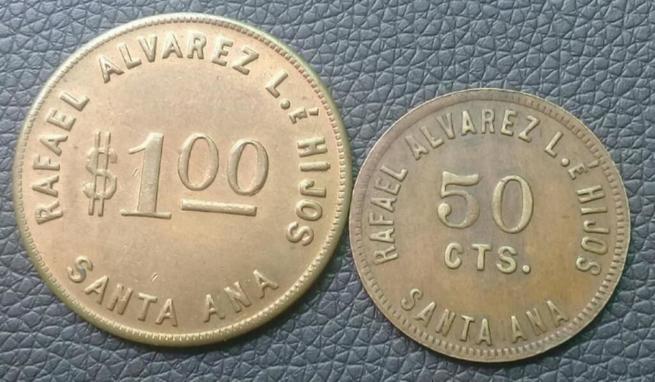 RAFAEL ALVAREZ L. É HIJOS
$1.00
SANTA ANA
RAFAEL ALVAREZ L. É HIJOS
50
CTS.
SANTA ANA